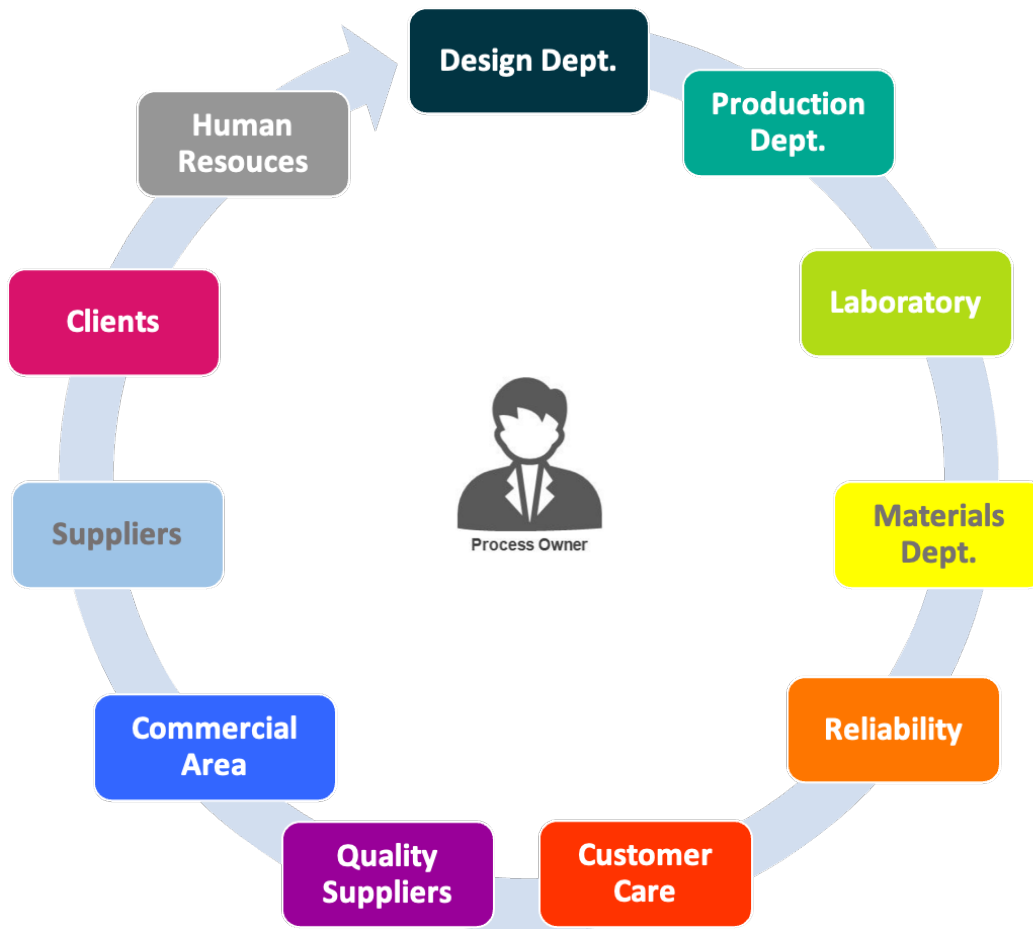 Design Dept.
Production
Dept.
Laboratory
Materials
Dept.
Reliability
Customer
Care
Quality
Suppliers
Commercial
Area
Suppliers
Clients
Human
Resouces
Process Owner